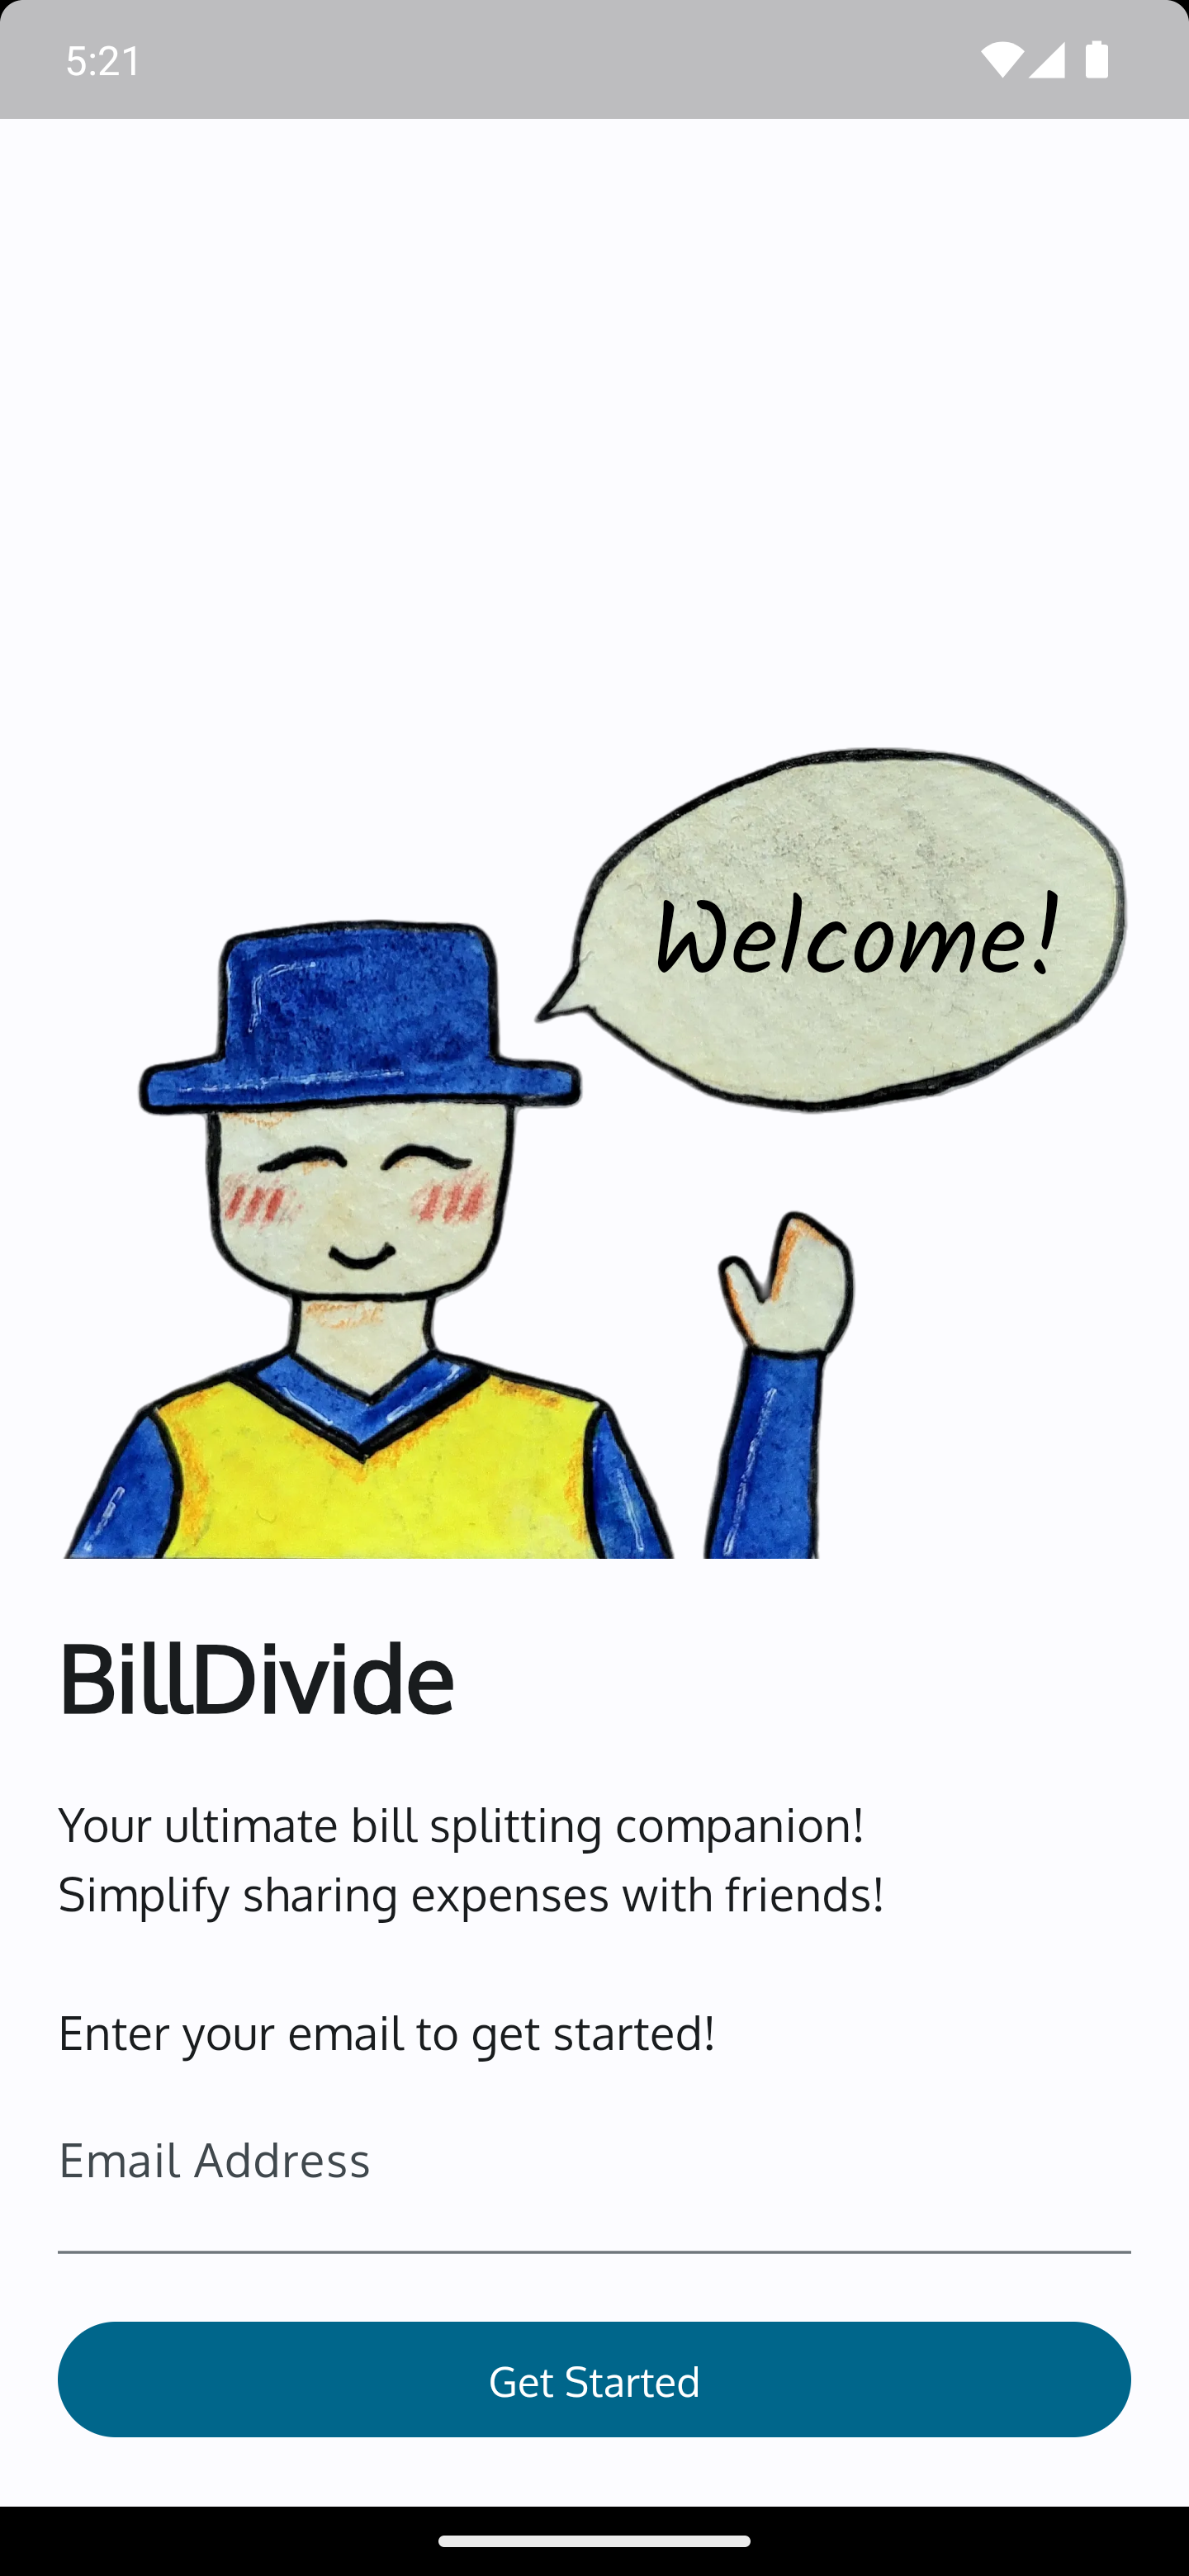 5:21
Welcome!
BillDivide
Your ultimate bill splitting companion!
Simplify sharing expenses with friends!
Enter your email to get started!
Email Address
Get Started